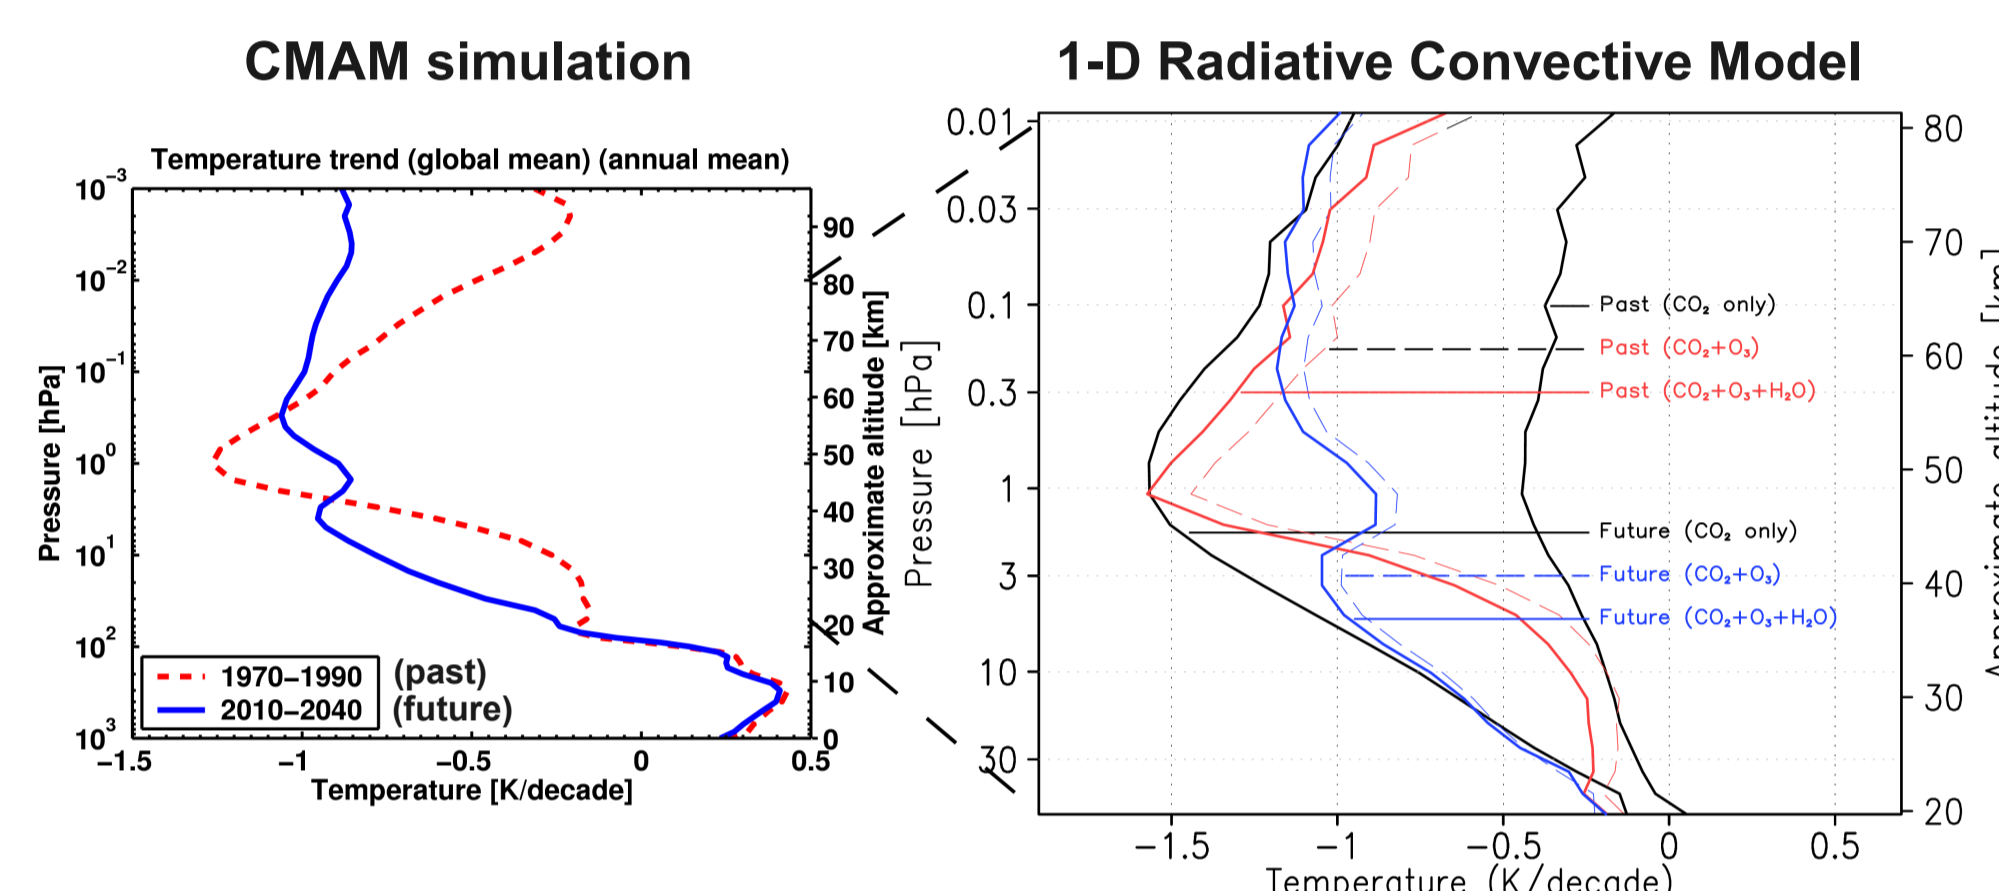 CMAM simulation
Temperature trend (global mean) (annual mean)
10⁻³
10⁻²
10⁻¹
10⁰
10¹
10²
10³
Pressure [hPa]
90
80
70
60
50
40
30
20
10
0
Approximate altitude [km]
1970–1990 (past)
2010–2040 (future)
−1.5 −1 −0.5 0 0.5
Temperature [K/decade]
1-D Radiative Convective Model
0.01
0.03
0.1
0.3
1
3
10
30
Pressure [hPa]
Past (CO₂ only)
Past (CO₂+O₃)
Past (CO₂+O₃+H₂O)
Future (CO₂ only)
Future (CO₂+O₃)
Future (CO₂+O₃+H₂O)
80
70
60
50
40
30
20
Approximate altitude [km]
−1.5 −1 −0.5 0 0.5
Temperature (K/decade)